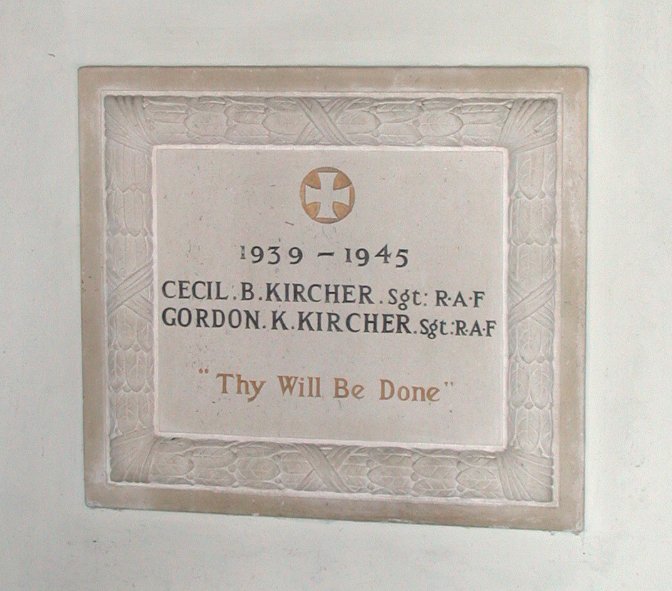 1939 – 1945
CECIL. B. KIRCHER. Sgt: R·A·F
GORDON. K. KIRCHER. Sgt: R·A·F
"Thy Will Be Done"